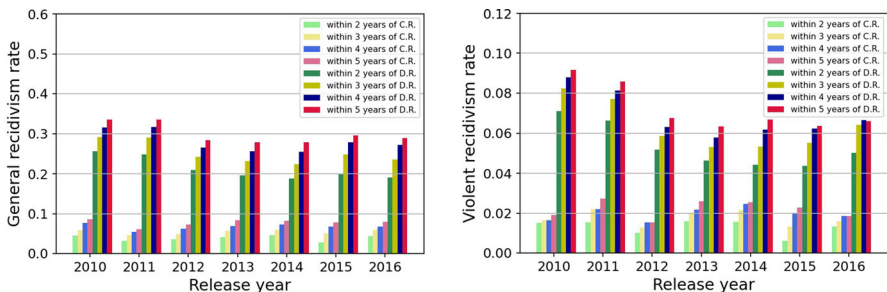 General recidivism rate
0.6
0.5
0.4
0.3
0.2
0.1
0.0
within 2 years of C.R.
within 3 years of C.R.
within 4 years of C.R.
within 5 years of C.R.
within 2 years of D.R.
within 3 years of D.R.
within 4 years of D.R.
within 5 years of D.R.
2010 2011 2012 2013 2014 2015 2016
Release year
Violent recidivism rate
0.12
0.10
0.08
0.06
0.04
0.02
0.00
within 2 years of C.R.
within 3 years of C.R.
within 4 years of C.R.
within 5 years of C.R.
within 2 years of D.R.
within 3 years of D.R.
within 4 years of D.R.
within 5 years of D.R.
2010 2011 2012 2013 2014 2015 2016
Release year